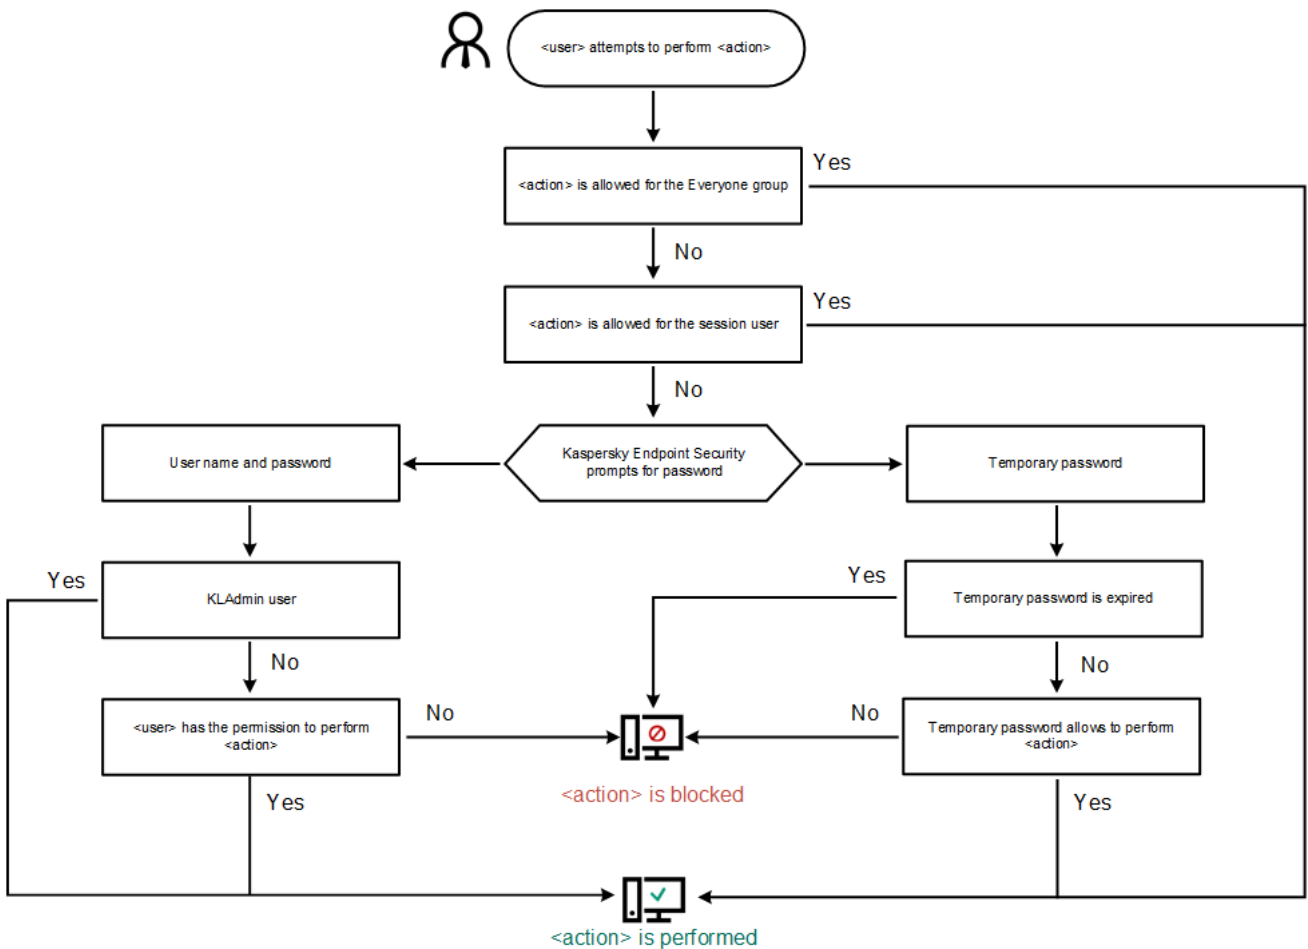 <user> attempts to perform <action>
Yes
<action> is allowed for the Everyone group
No
Yes
<action> is allowed for the session user
No
User name and password
Kaspersky Endpoint Security
prompts for password
Temporary password
Yes
KLAdmin user
Yes
Temporary password is expired
No
No
<user> has the permission to perform
<action>
No
No
Temporary password allows to perform
<action>
<action> is blocked
Yes
Yes
<action> is performed